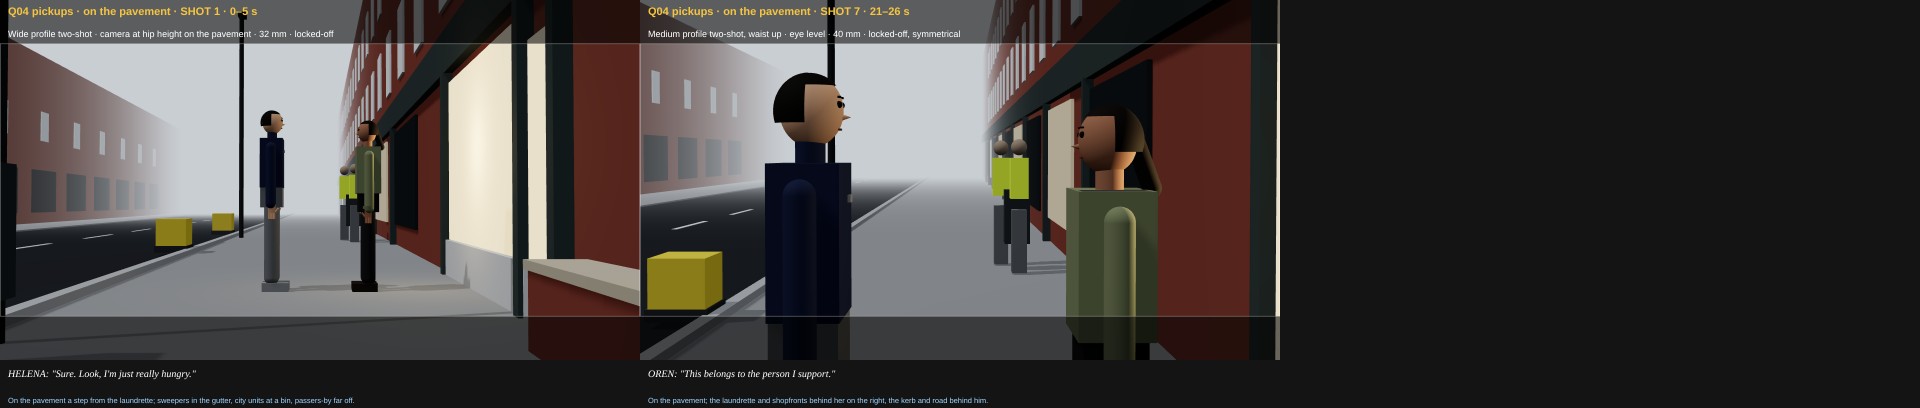 Q04 pickups · on the pavement · SHOT 1 · 0–5 s
Wide profile two-shot · camera at hip height on the pavement · 32 mm · locked-off
HELENA: "Sure. Look, I'm just really hungry."
On the pavement a step from the laundrette; sweepers in the gutter, city units at a bin, passers-by far off.
Q04 pickups · on the pavement · SHOT 7 · 21–26 s
Medium profile two-shot, waist up · eye level · 40 mm · locked-off, symmetrical
OREN: "This belongs to the person I support."
On the pavement; the laundrette and shopfronts behind her on the right, the kerb and road behind him.